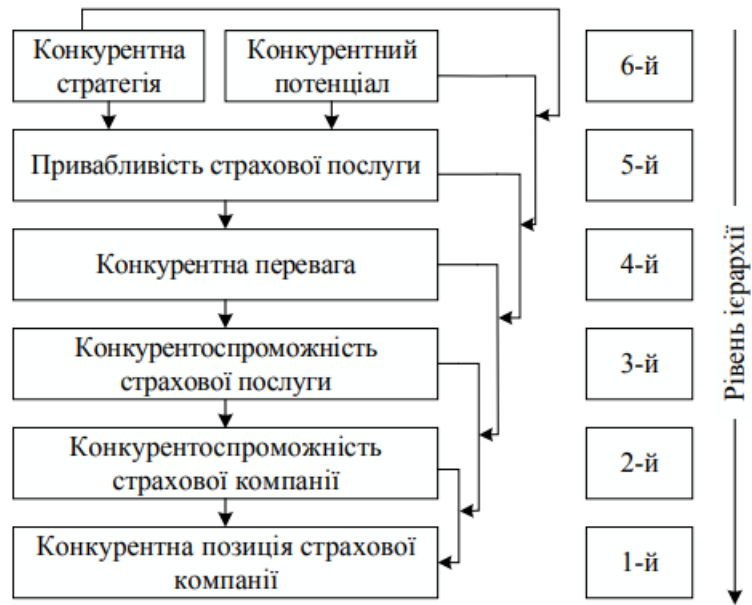 Конкурентна
стратегія
Конкурентний
потенціал
6-й
Привабливість страхової послуги
5-й
Конкурентна перевага
4-й
Конкурентоспроможність
страхової послуги
3-й
Конкурентоспроможність
страхової компанії
2-й
Конкурентна позиція страхової
компанії
1-й
Рівень ієрархії